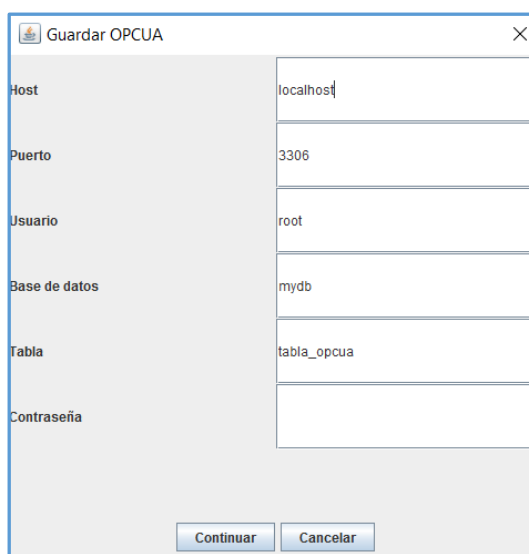 Guardar OPCUA
Host localhost
Puerto 3306
Usuario root
Base de datos mydb
Tabla tabla_opcua
Contraseña
Continuar Cancelar